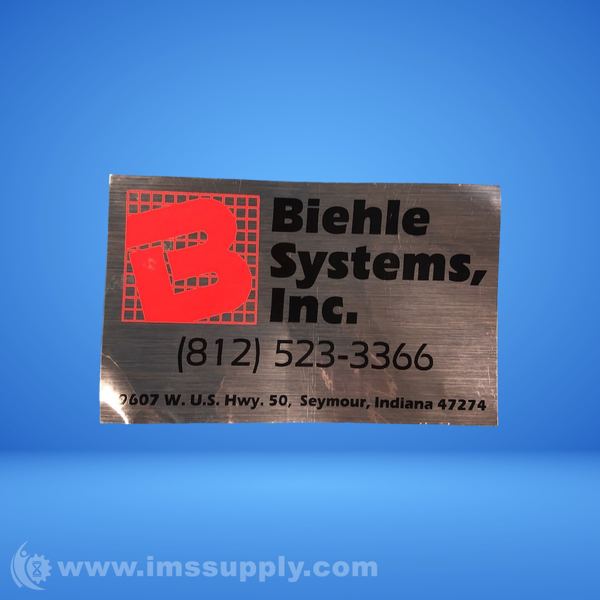 B
Biehle
Systems,
Inc.
(812) 523-3366
W. U.S. Hwy. 50, Seymour, Indiana 47274
www.imssupply.com